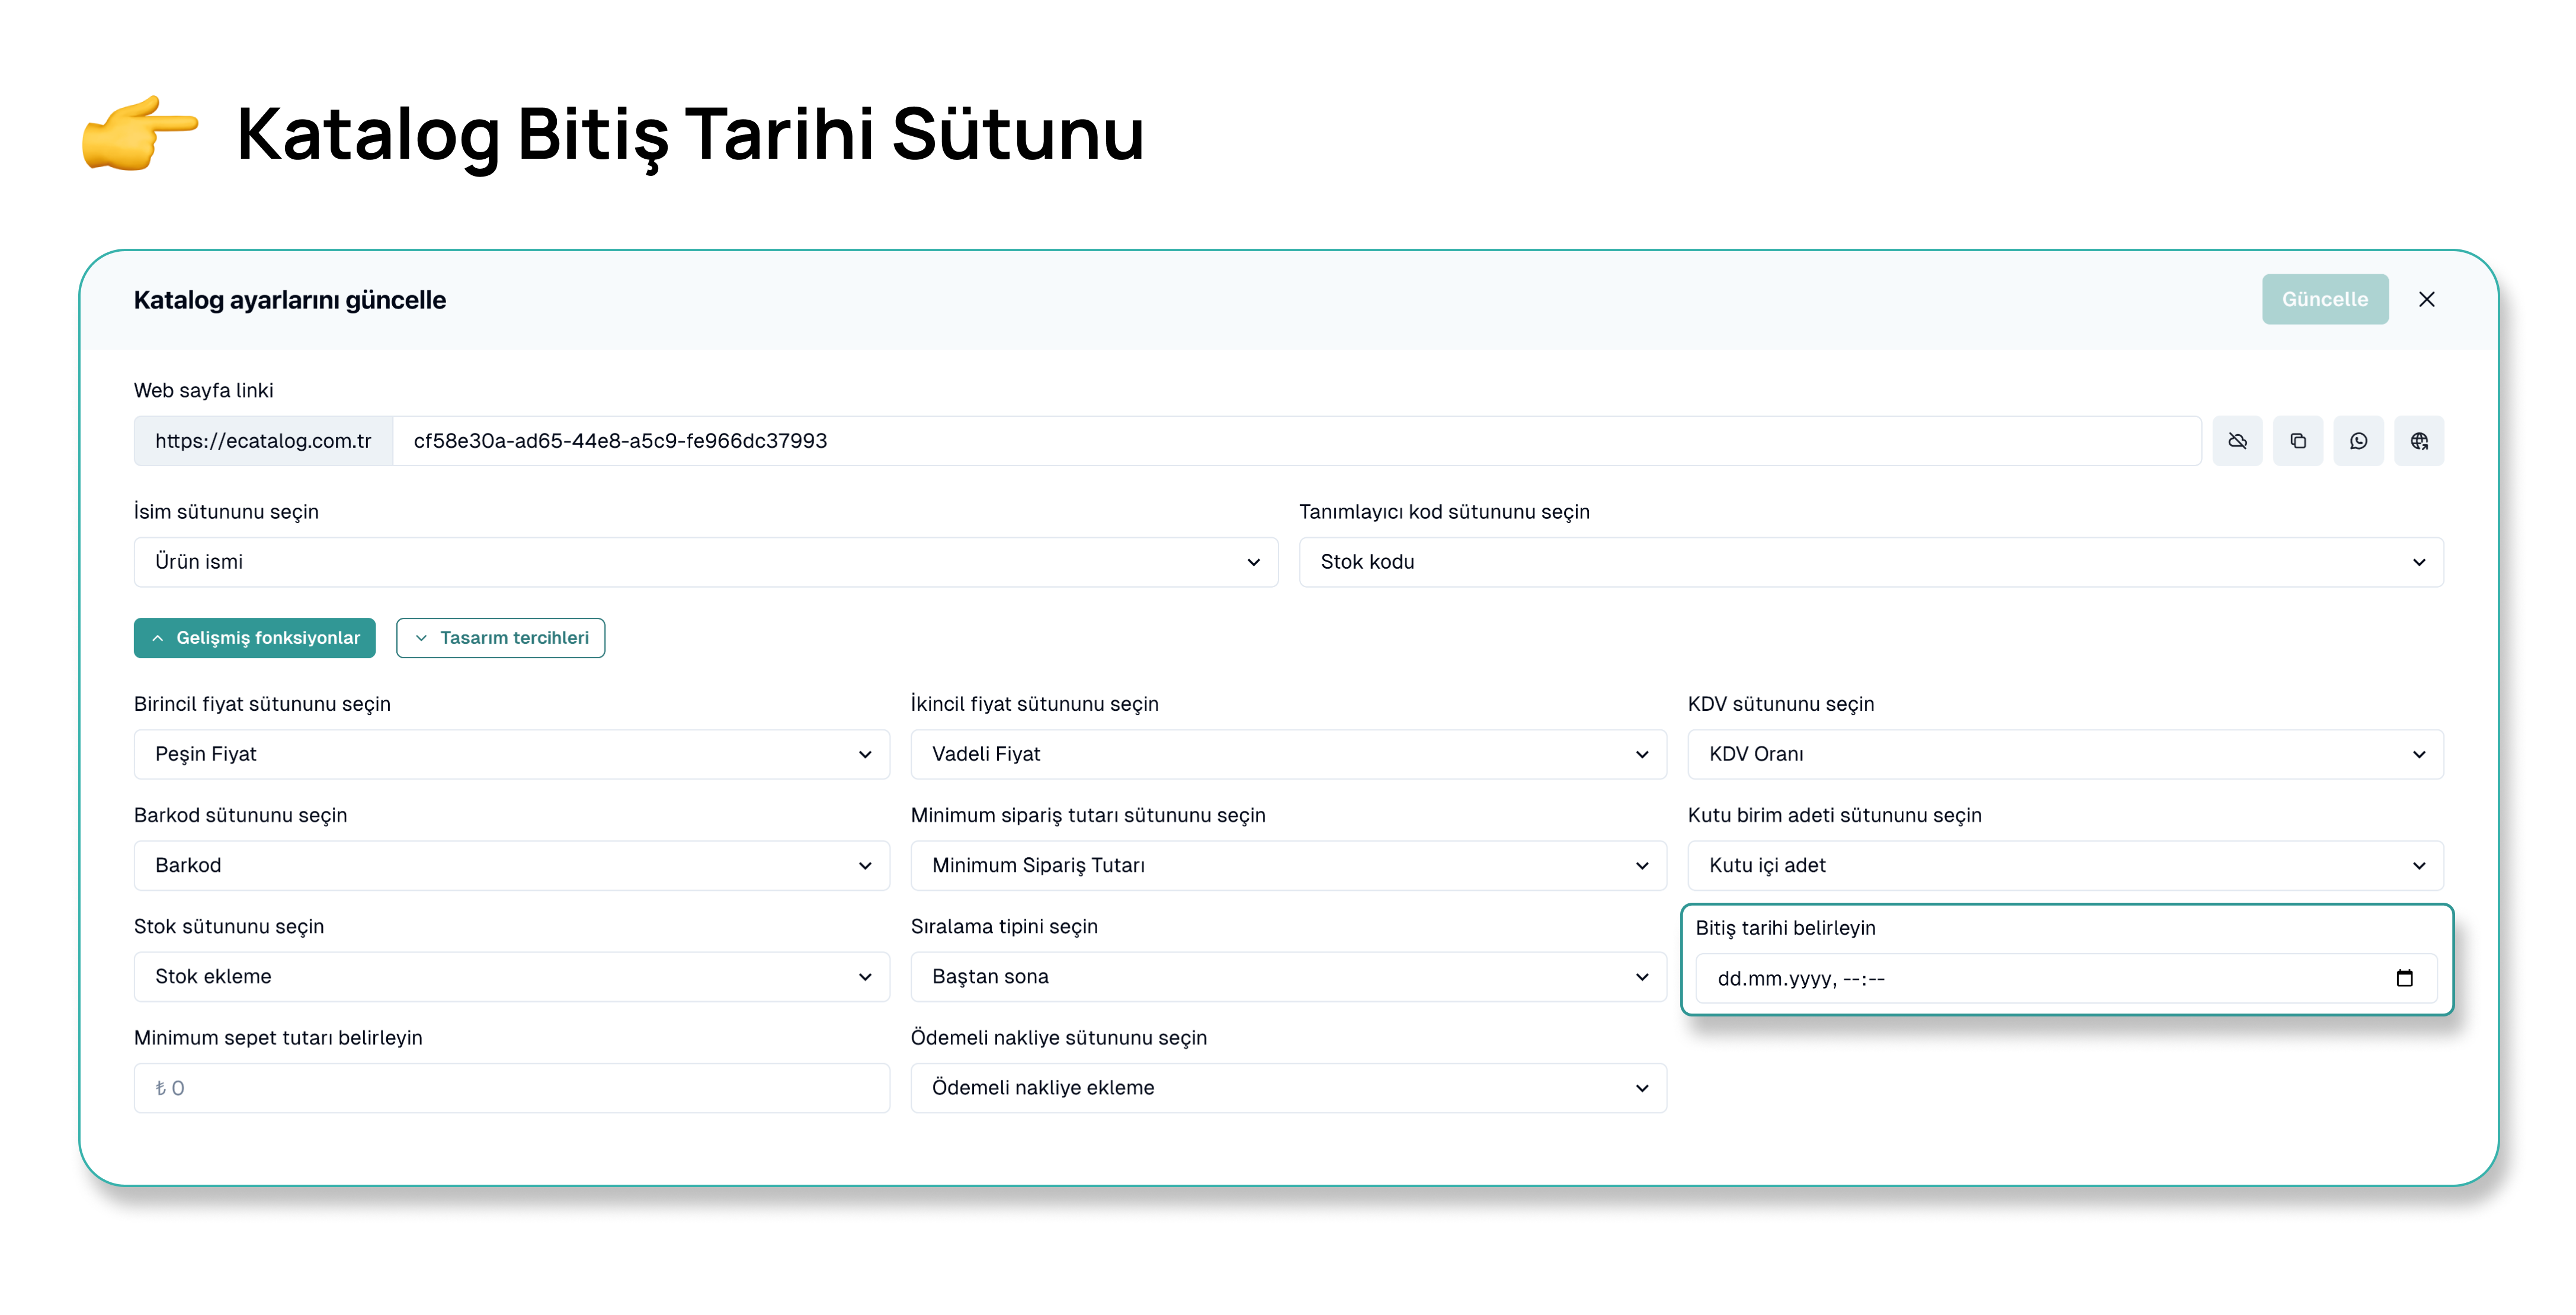 Katalog Bitiş Tarihi Sütunu
Katalog ayarlarını güncelle
Güncelle
Web sayfa linki
https://ecatalog.com.tr cf58e30a-ad65-44e8-a5c9-fe966dc37993
İsim sütununu seçin Tanımlayıcı kod sütununu seçin
Ürün ismi Stok kodu
Gelişmiş fonksiyonlar Tasarım tercihleri
Birincil fiyat sütununu seçin İkincil fiyat sütununu seçin KDV sütununu seçin
Peşin Fiyat Vadeli Fiyat KDV Oranı
Barkod sütununu seçin Minimum sipariş tutarı sütununu seçin Kutu birim adeti sütununu seçin
Barkod Minimum Sipariş Tutarı Kutu içi adet
Stok sütununu seçin Sıralama tipini seçin Bitiş tarihi belirleyin
Stok ekleme Baştan sona dd.mm.yyyy, --:--
Minimum sepet tutarı belirleyin Ödemeli nakliye sütununu seçin
₺ 0 Ödemeli nakliye ekleme